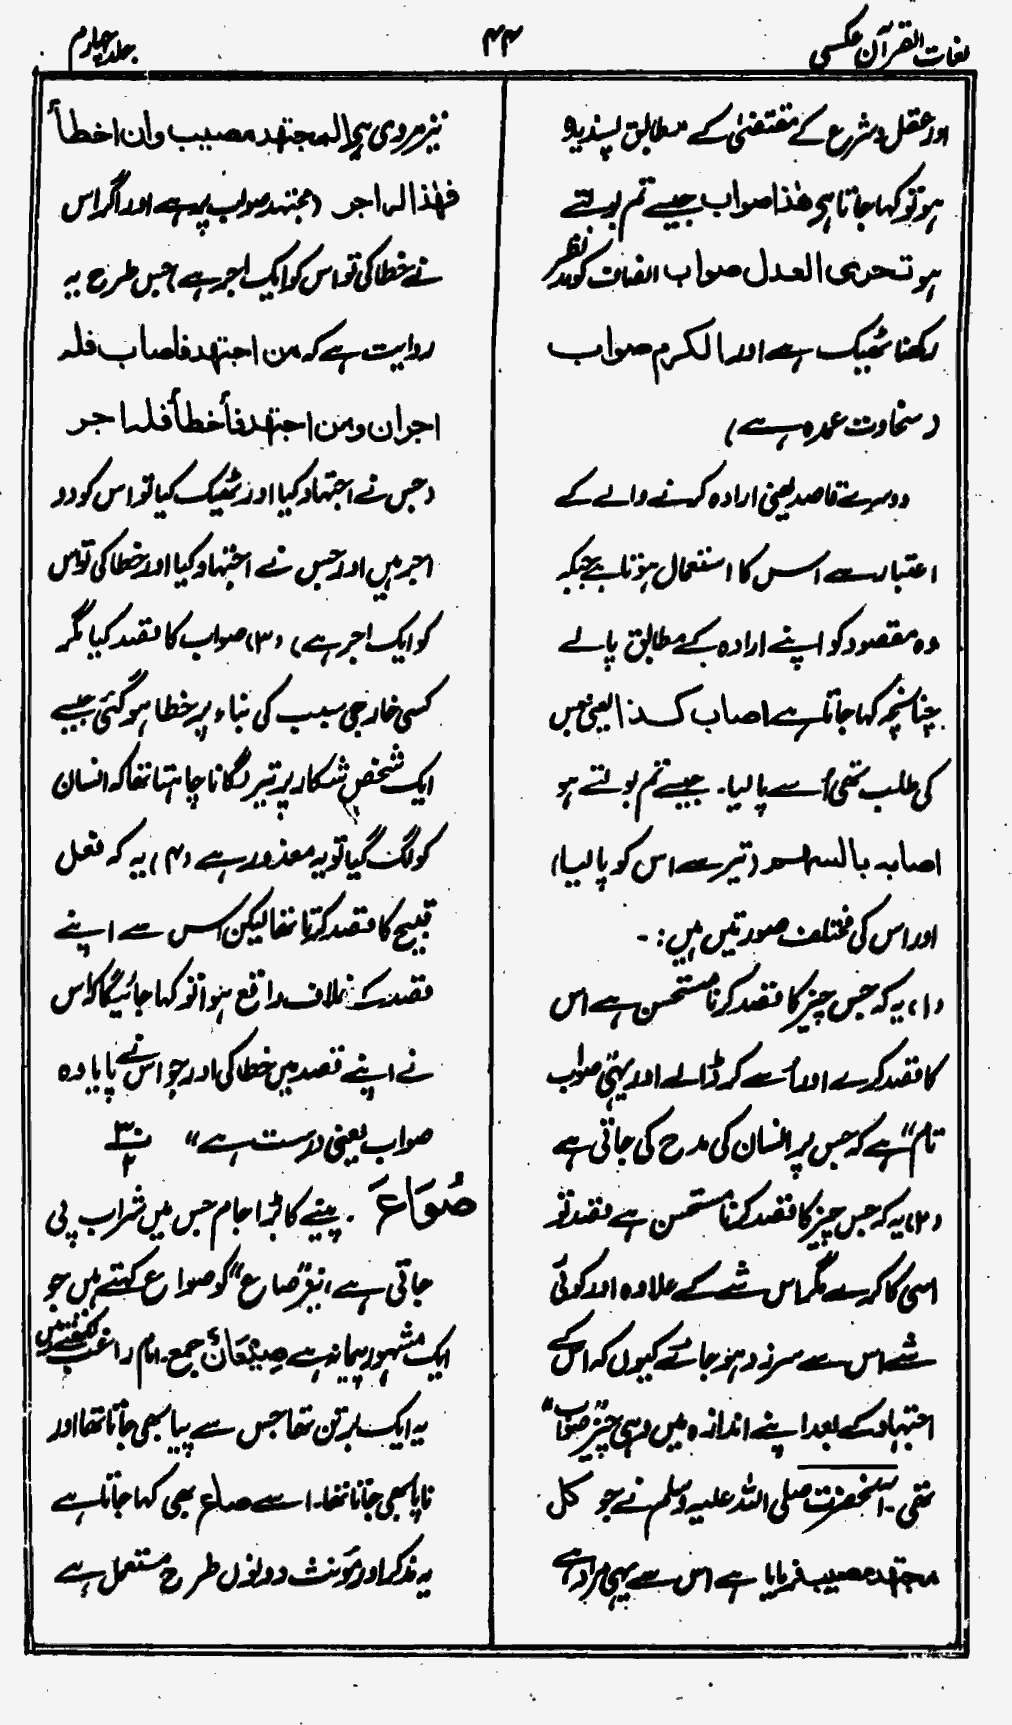 لغات القرآن عکسی
۴۴
جلد چہارم
اور عقل و شرع کے مقتضیٰ کے مطابق پسندیدہ
ہو تو کہا جاتا ہے ھٰذا صواب جیسے تم بولتے
ہو تحری العدل صواب انصاف کو مد نظر
رکھنا ٹھیک ہے اور الکرم صواب
(سخاوت عمدہ ہے)
دوسرے قاصد یعنی ارادہ کرنے والے کے
اعتبار سے اس کا استعمال ہوتا ہے جبکہ
وہ مقصود کو اپنے ارادہ کے مطابق پالے
چنانچہ کہا جاتا ہے اصاب کذا یعنی جس
کی طلب تھی اُسے پالیا۔ جیسے تم بولتے ہو
اصابہ بالسھم (تیر سے اس کو پالیا)
اور اس کی مختلف صورتیں ہیں :-
(۱) یہ کہ جس چیز کا قصد کرنا مستحسن ہے اس
کا قصد کرے اور اُسے کر ڈالے اور یہی صواب
تام" ہے کہ جس پر انسان کی مدح کی جاتی ہے
(۲) یہ کہ جس چیز کا قصد کرنا مستحسن ہے قصد تو
اسی کا کرے مگر اس شے کے علاوہ اور کوئی
شے اس سے سرزد ہو جائے کیوں کہ اس کے
اجتہاد کے بعد اپنے اندازہ میں وہی چیز "صواب"
تھی۔ آنحضرت صلی اللہ علیہ وسلم نے جو کل
مجتھد مصیب فرمایا ہے اس سے یہی مراد ہے
نیز مروی ہے المجتھد مصیب وان اخطأ
فھٰذا لہ اجر (مجتہد صواب پر ہے اور اگر اس
نے خطا کی تو اس کو ایک اجر ہے) جس طرح یہ
روایت ہے کہ من اجتھد فاصاب فلہ
اجران ومن اجتھد فأخطأ فلہ اجر
(جس نے اجتہاد کیا اور ٹھیک کیا تو اس کو دو
اجر ہیں اور جس نے اجتہاد کیا اور خطا کی تو اس
کو ایک اجر ہے) (۳) صواب کا قصد کیا مگر
کسی خارجی سبب کی بناء پر خطا ہو گئی جیسے
ایک شخص شکار پر تیر لگانا چاہتا تھا کہ انسان
کو لگ گیا تو یہ معذور ہے (۴) یہ کہ فعل
قبیح کا قصد کرتا تھا لیکن اس سے اپنے
قصد کے خلاف واقع ہوا تو کہا جائیگا کہ اس
نے اپنے قصد میں خطا کی اور جو اس نے پایا وہ
صواب یعنی درست ہے" ۳۰/۲
صُوَاعَ . پینے کا بڑا جام جس میں شراب پی
جاتی ہے، نیز "صاع" کو صواع کہتے ہیں جو
ایک مشہور پیمانہ ہے صِیْعَانٌ جمع۔ امام راغب لکھتے ہیں
یہ ایک برتن تھا جس سے پیا بھی جاتا تھا اور
ناپا بھی جاتا تھا۔ اسے صاع بھی کہا جاتا ہے
یہ مذکر اور مؤنث دونوں طرح مستعمل ہے